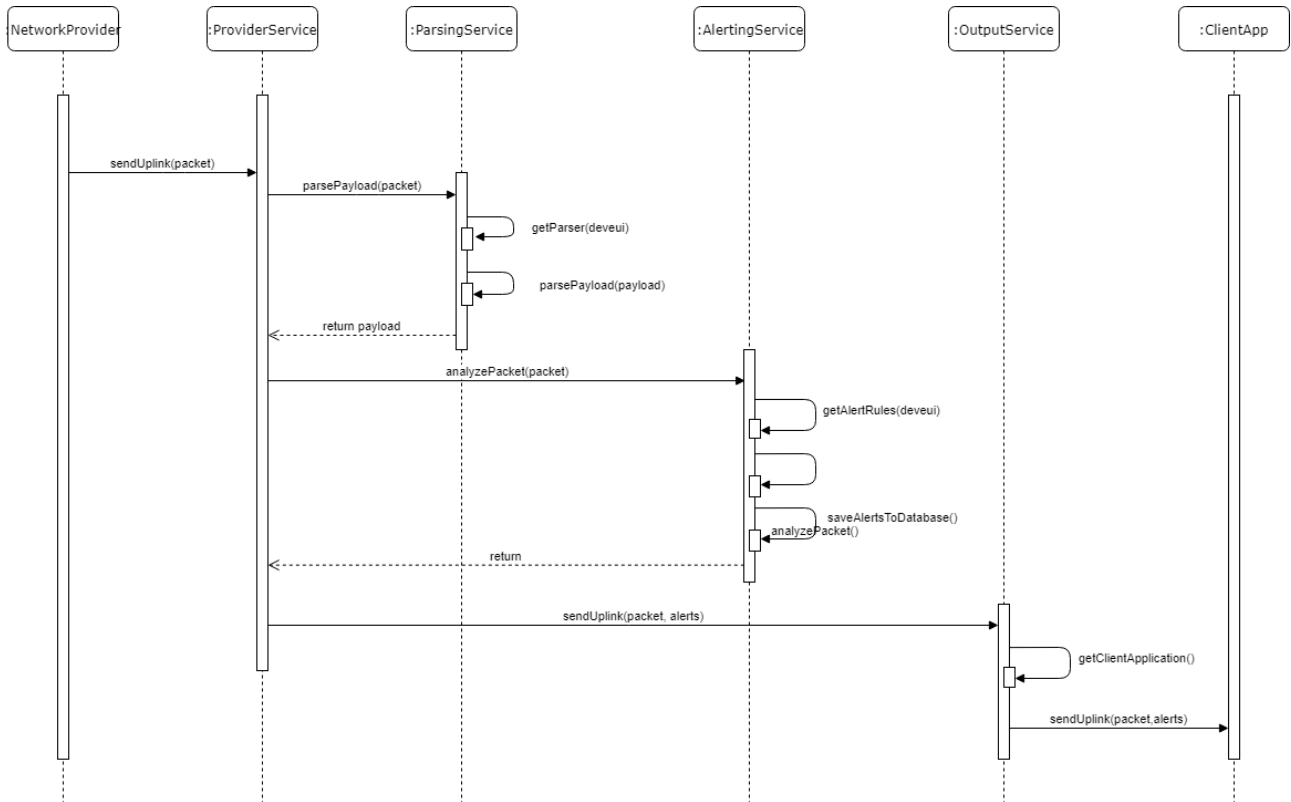 :NetworkProvider
:ProviderService
:ParsingService
:AlertingService
:OutputService
:ClientApp
sendUplink(packet)
parsePayload(packet)
getParser(deveui)
parsePayload(payload)
return payload
analyzePacket(packet)
getAlertRules(deveui)
saveAlertsToDatabase()
analyzePacket()
return
sendUplink(packet, alerts)
getClientApplication()
sendUplink(packet,alerts)